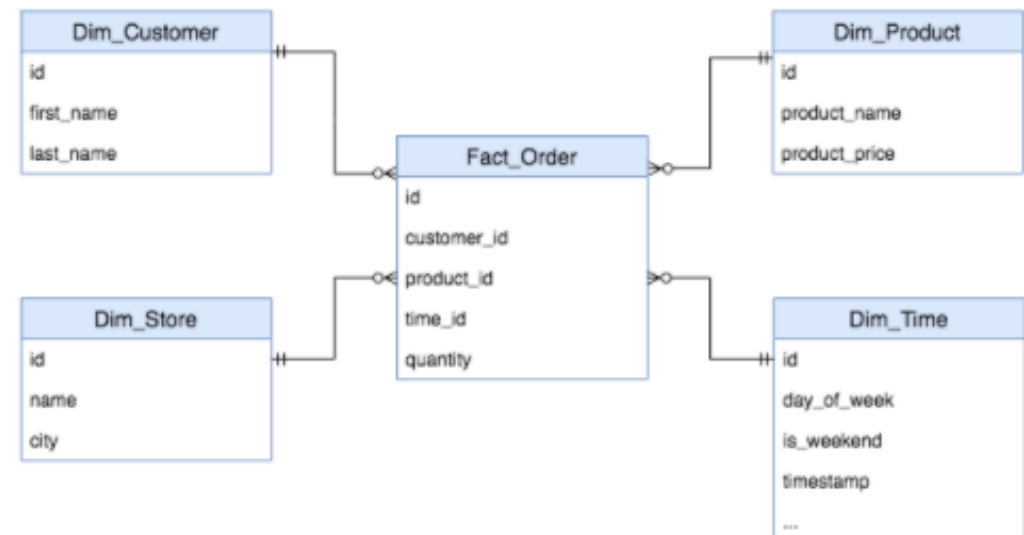 Dim_Customer
id
first_name
last_name
Dim_Product
id
product_name
product_price
Fact_Order
id
customer_id
product_id
time_id
quantity
Dim_Store
id
name
city
Dim_Time
id
day_of_week
is_weekend
timestamp
...